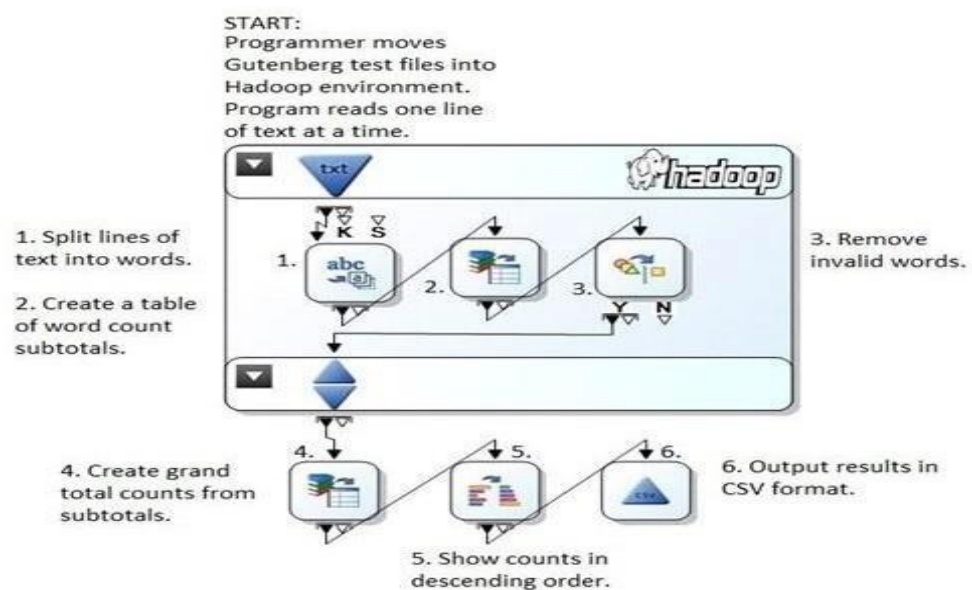 START:
Programmer moves
Gutenberg test files into
Hadoop environment.
Program reads one line
of text at a time.
txt
hadoop
K S
1. Split lines of
text into words.
2. Create a table
of word count
subtotals.
1.
abc
a
2.
3.
3. Remove
invalid words.
Y N
4.
5.
6.
4. Create grand
total counts from
subtotals.
csv
6. Output results in
CSV format.
5. Show counts in
descending order.